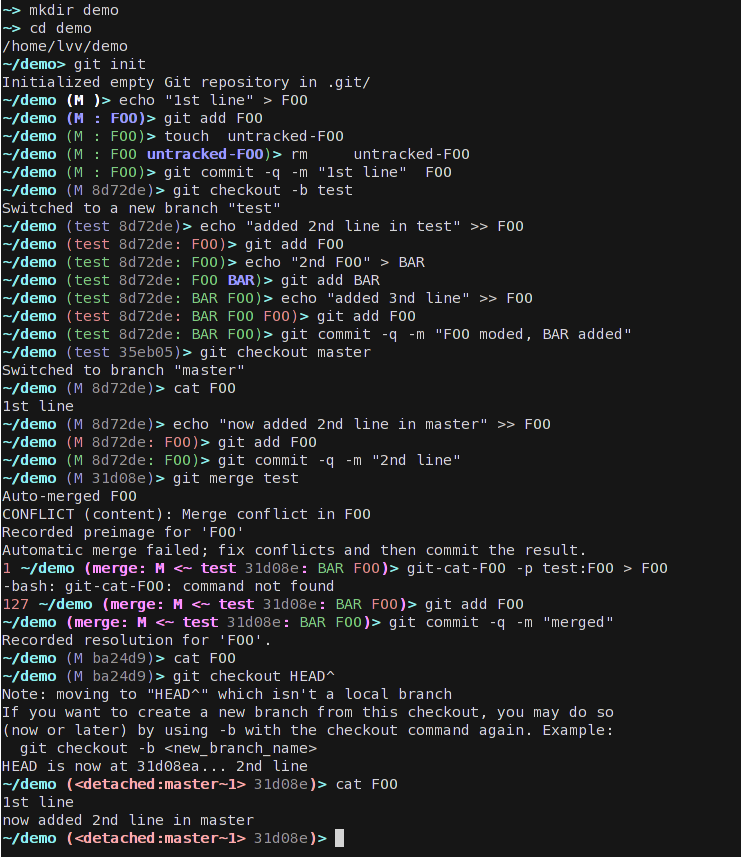 ~> mkdir demo
~> cd demo
/home/lvv/demo
~/demo> git init
Initialized empty Git repository in .git/
~/demo (M )> echo "1st line" > FOO
~/demo (M : FOO)> git add FOO
~/demo (M : FOO)> touch  untracked-FOO
~/demo (M : FOO untracked-FOO)> rm     untracked-FOO
~/demo (M : FOO)> git commit -q -m "1st line"  FOO
~/demo (M 8d72de)> git checkout -b test
Switched to a new branch "test"
~/demo (test 8d72de)> echo "added 2nd line in test" >> FOO
~/demo (test 8d72de: FOO)> git add FOO
~/demo (test 8d72de: FOO)> echo "2nd FOO" > BAR
~/demo (test 8d72de: FOO BAR)> git add BAR
~/demo (test 8d72de: BAR FOO)> echo "added 3nd line" >> FOO
~/demo (test 8d72de: BAR FOO FOO)> git add FOO
~/demo (test 8d72de: BAR FOO)> git commit -q -m "FOO moded, BAR added"
~/demo (test 35eb05)> git checkout master
Switched to branch "master"
~/demo (M 8d72de)> cat FOO
1st line
~/demo (M 8d72de)> echo "now added 2nd line in master" >> FOO
~/demo (M 8d72de: FOO)> git add FOO
~/demo (M 8d72de: FOO)> git commit -q -m "2nd line"
~/demo (M 31d08e)> git merge test
Auto-merged FOO
CONFLICT (content): Merge conflict in FOO
Recorded preimage for 'FOO'
Automatic merge failed; fix conflicts and then commit the result.
1 ~/demo (merge: M <~ test 31d08e: BAR FOO)> git-cat-FOO -p test:FOO > FOO
-bash: git-cat-FOO: command not found
127 ~/demo (merge: M <~ test 31d08e: BAR FOO)> git add FOO
~/demo (merge: M <~ test 31d08e: BAR FOO)> git commit -q -m "merged"
Recorded resolution for 'FOO'.
~/demo (M ba24d9)> cat FOO
~/demo (M ba24d9)> git checkout HEAD^
Note: moving to "HEAD^" which isn't a local branch
If you want to create a new branch from this checkout, you may do so
(now or later) by using -b with the checkout command again. Example:
  git checkout -b <new_branch_name>
HEAD is now at 31d08ea... 2nd line
~/demo (<detached:master~1> 31d08e)> cat FOO
1st line
now added 2nd line in master
~/demo (<detached:master~1> 31d08e)>